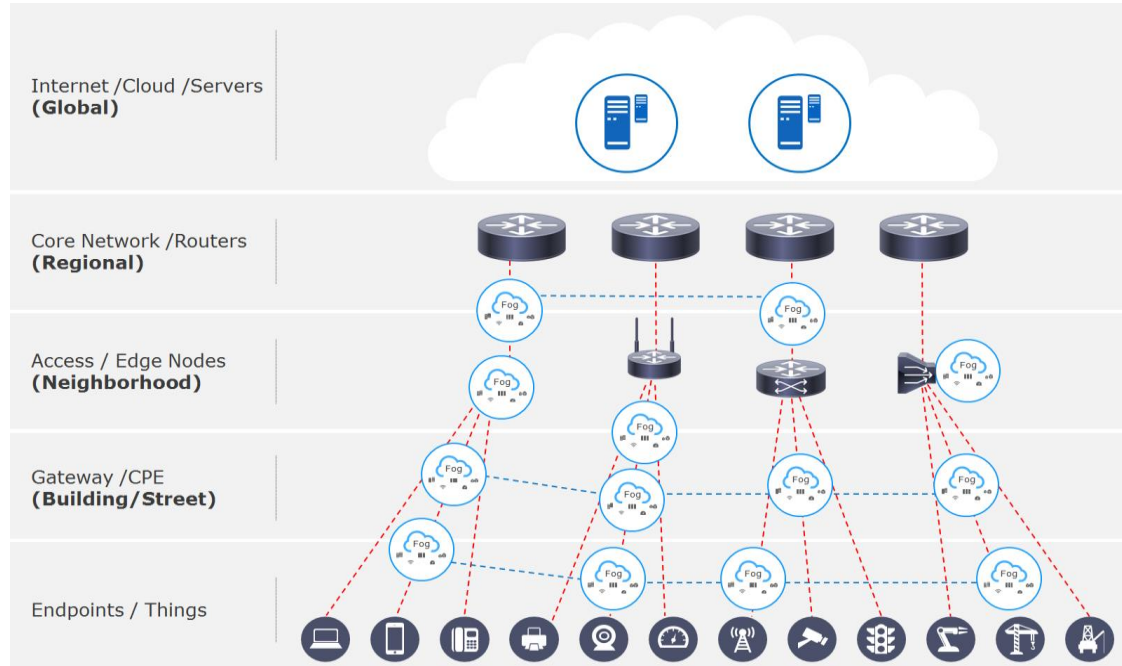 Internet /Cloud /Servers
(Global)
Core Network /Routers
(Regional)
Fog
Fog
Access / Edge Nodes
(Neighborhood)
Fog
Fog
Fog
Gateway /CPE
(Building/Street)
Fog
Fog
Fog
Fog
Fog
Fog
Fog
Fog
Endpoints / Things